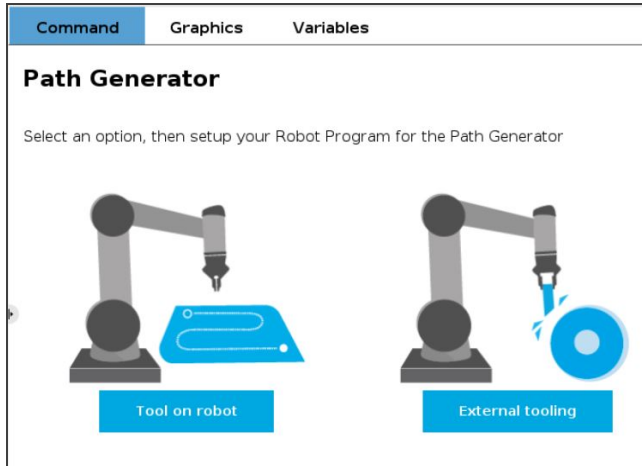 Command Graphics Variables
Path Generator
Select an option, then setup your Robot Program for the Path Generator
Tool on robot External tooling